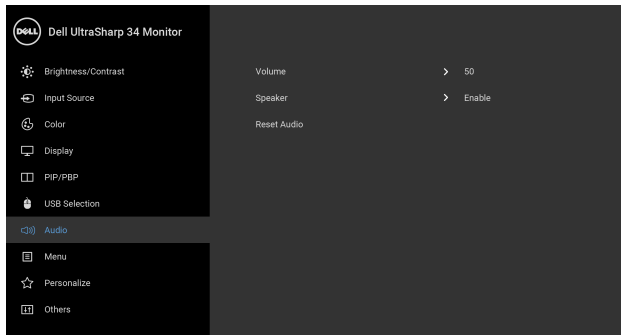 DELL Dell UltraSharp 34 Monitor
Brightness/Contrast
Volume > 50
Input Source
Speaker > Enable
Color
Reset Audio
Display
PIP/PBP
USB Selection
Audio
Menu
Personalize
Others